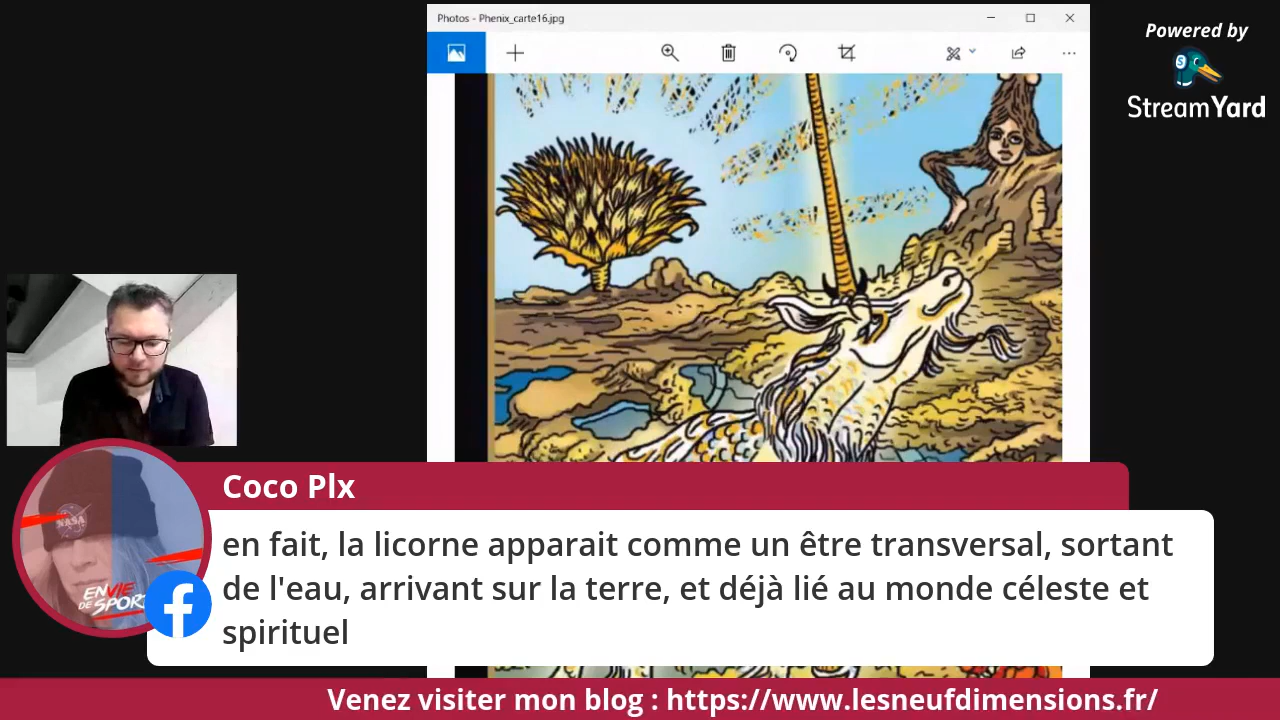 Photos - Phenix_carte16.jpg
Powered by
StreamYard
Coco Plx
en fait, la licorne apparait comme un être transversal, sortant
de l'eau, arrivant sur la terre, et déjà lié au monde céleste et
spirituel
NASA
ENVIE
DE SPORT
Venez visiter mon blog : https://www.lesneufdimensions.fr/